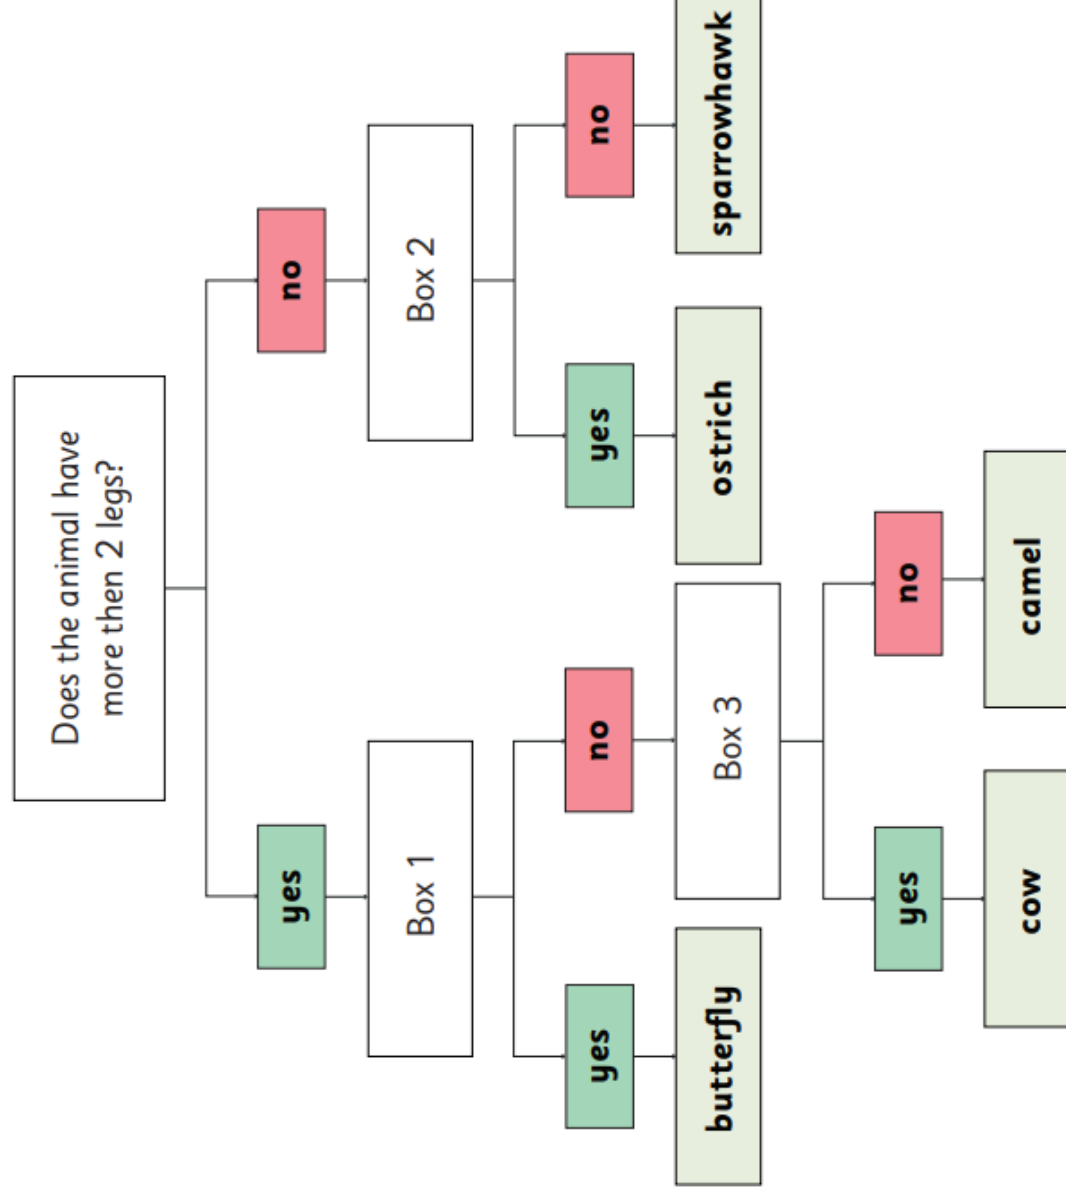 Does the animal have
more then 2 legs?
yes
no
Box 1
Box 2
yes
no
yes
no
butterfly
Box 3
ostrich
sparrowhawk
yes
no
cow
camel